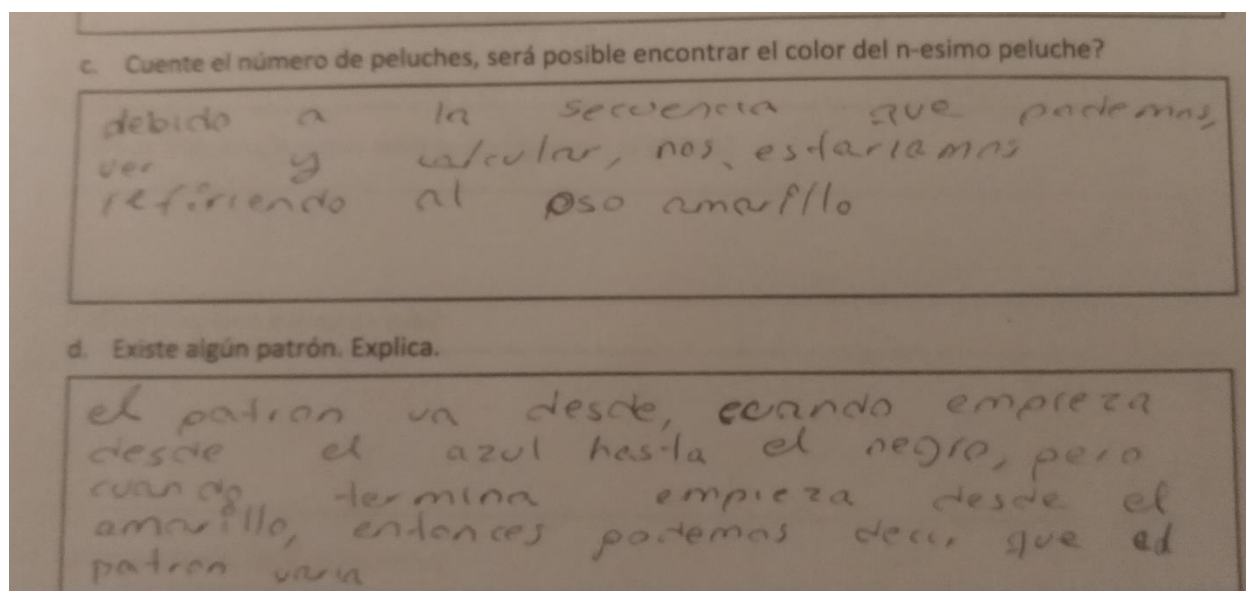 c. Cuente el número de peluches, será posible encontrar el color del n-esimo peluche?
debido a la secuencia que podemos,
ver y calcular, nos, estariamos
refiriendo al oso amarillo
d. Existe algún patrón. Explica.
el patron va desde, cuando empieza
desde el azul hasta el negro, pero
cuando termina empieza desde el
amarillo, entonces podemos decir que el
patron varia